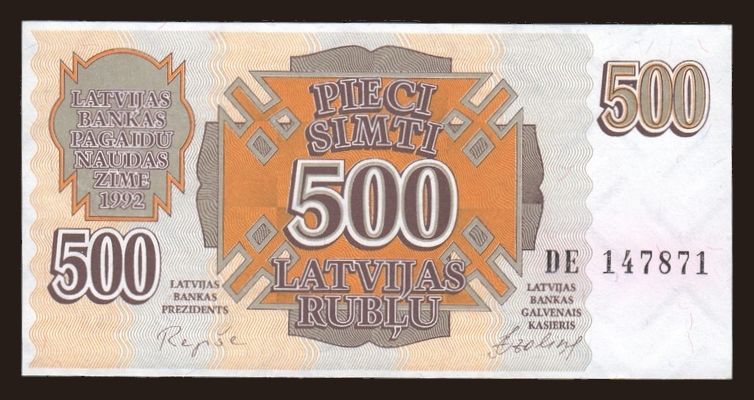 LATVIJAS
BANKAS
PAGAIDU
NAUDAS
ZIME
1992
PIECI
SIMTI
500
500
500
LATVIJAS
RUBĻU
DE 147871
LATVIJAS
BANKAS
PREZIDENTS
Repše
LATVIJAS
BANKAS
GALVENAIS
KASIERIS